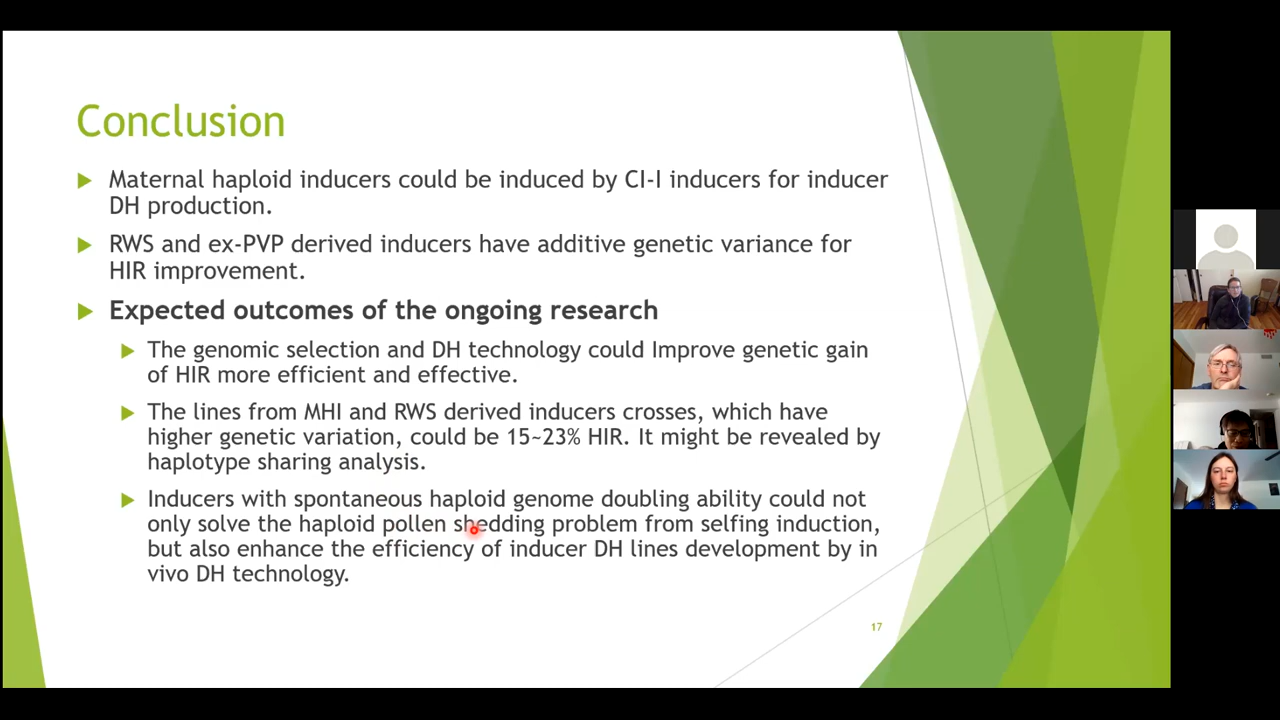 Conclusion
Maternal haploid inducers could be induced by CI-I inducers for inducer
DH production.
RWS and ex-PVP derived inducers have additive genetic variance for
HIR improvement.
Expected outcomes of the ongoing research
The genomic selection and DH technology could Improve genetic gain
of HIR more efficient and effective.
The lines from MHI and RWS derived inducers crosses, which have
higher genetic variation, could be 15~23% HIR. It might be revealed by
haplotype sharing analysis.
Inducers with spontaneous haploid genome doubling ability could not
only solve the haploid pollen shedding problem from selfing induction,
but also enhance the efficiency of inducer DH lines development by in
vivo DH technology.
17